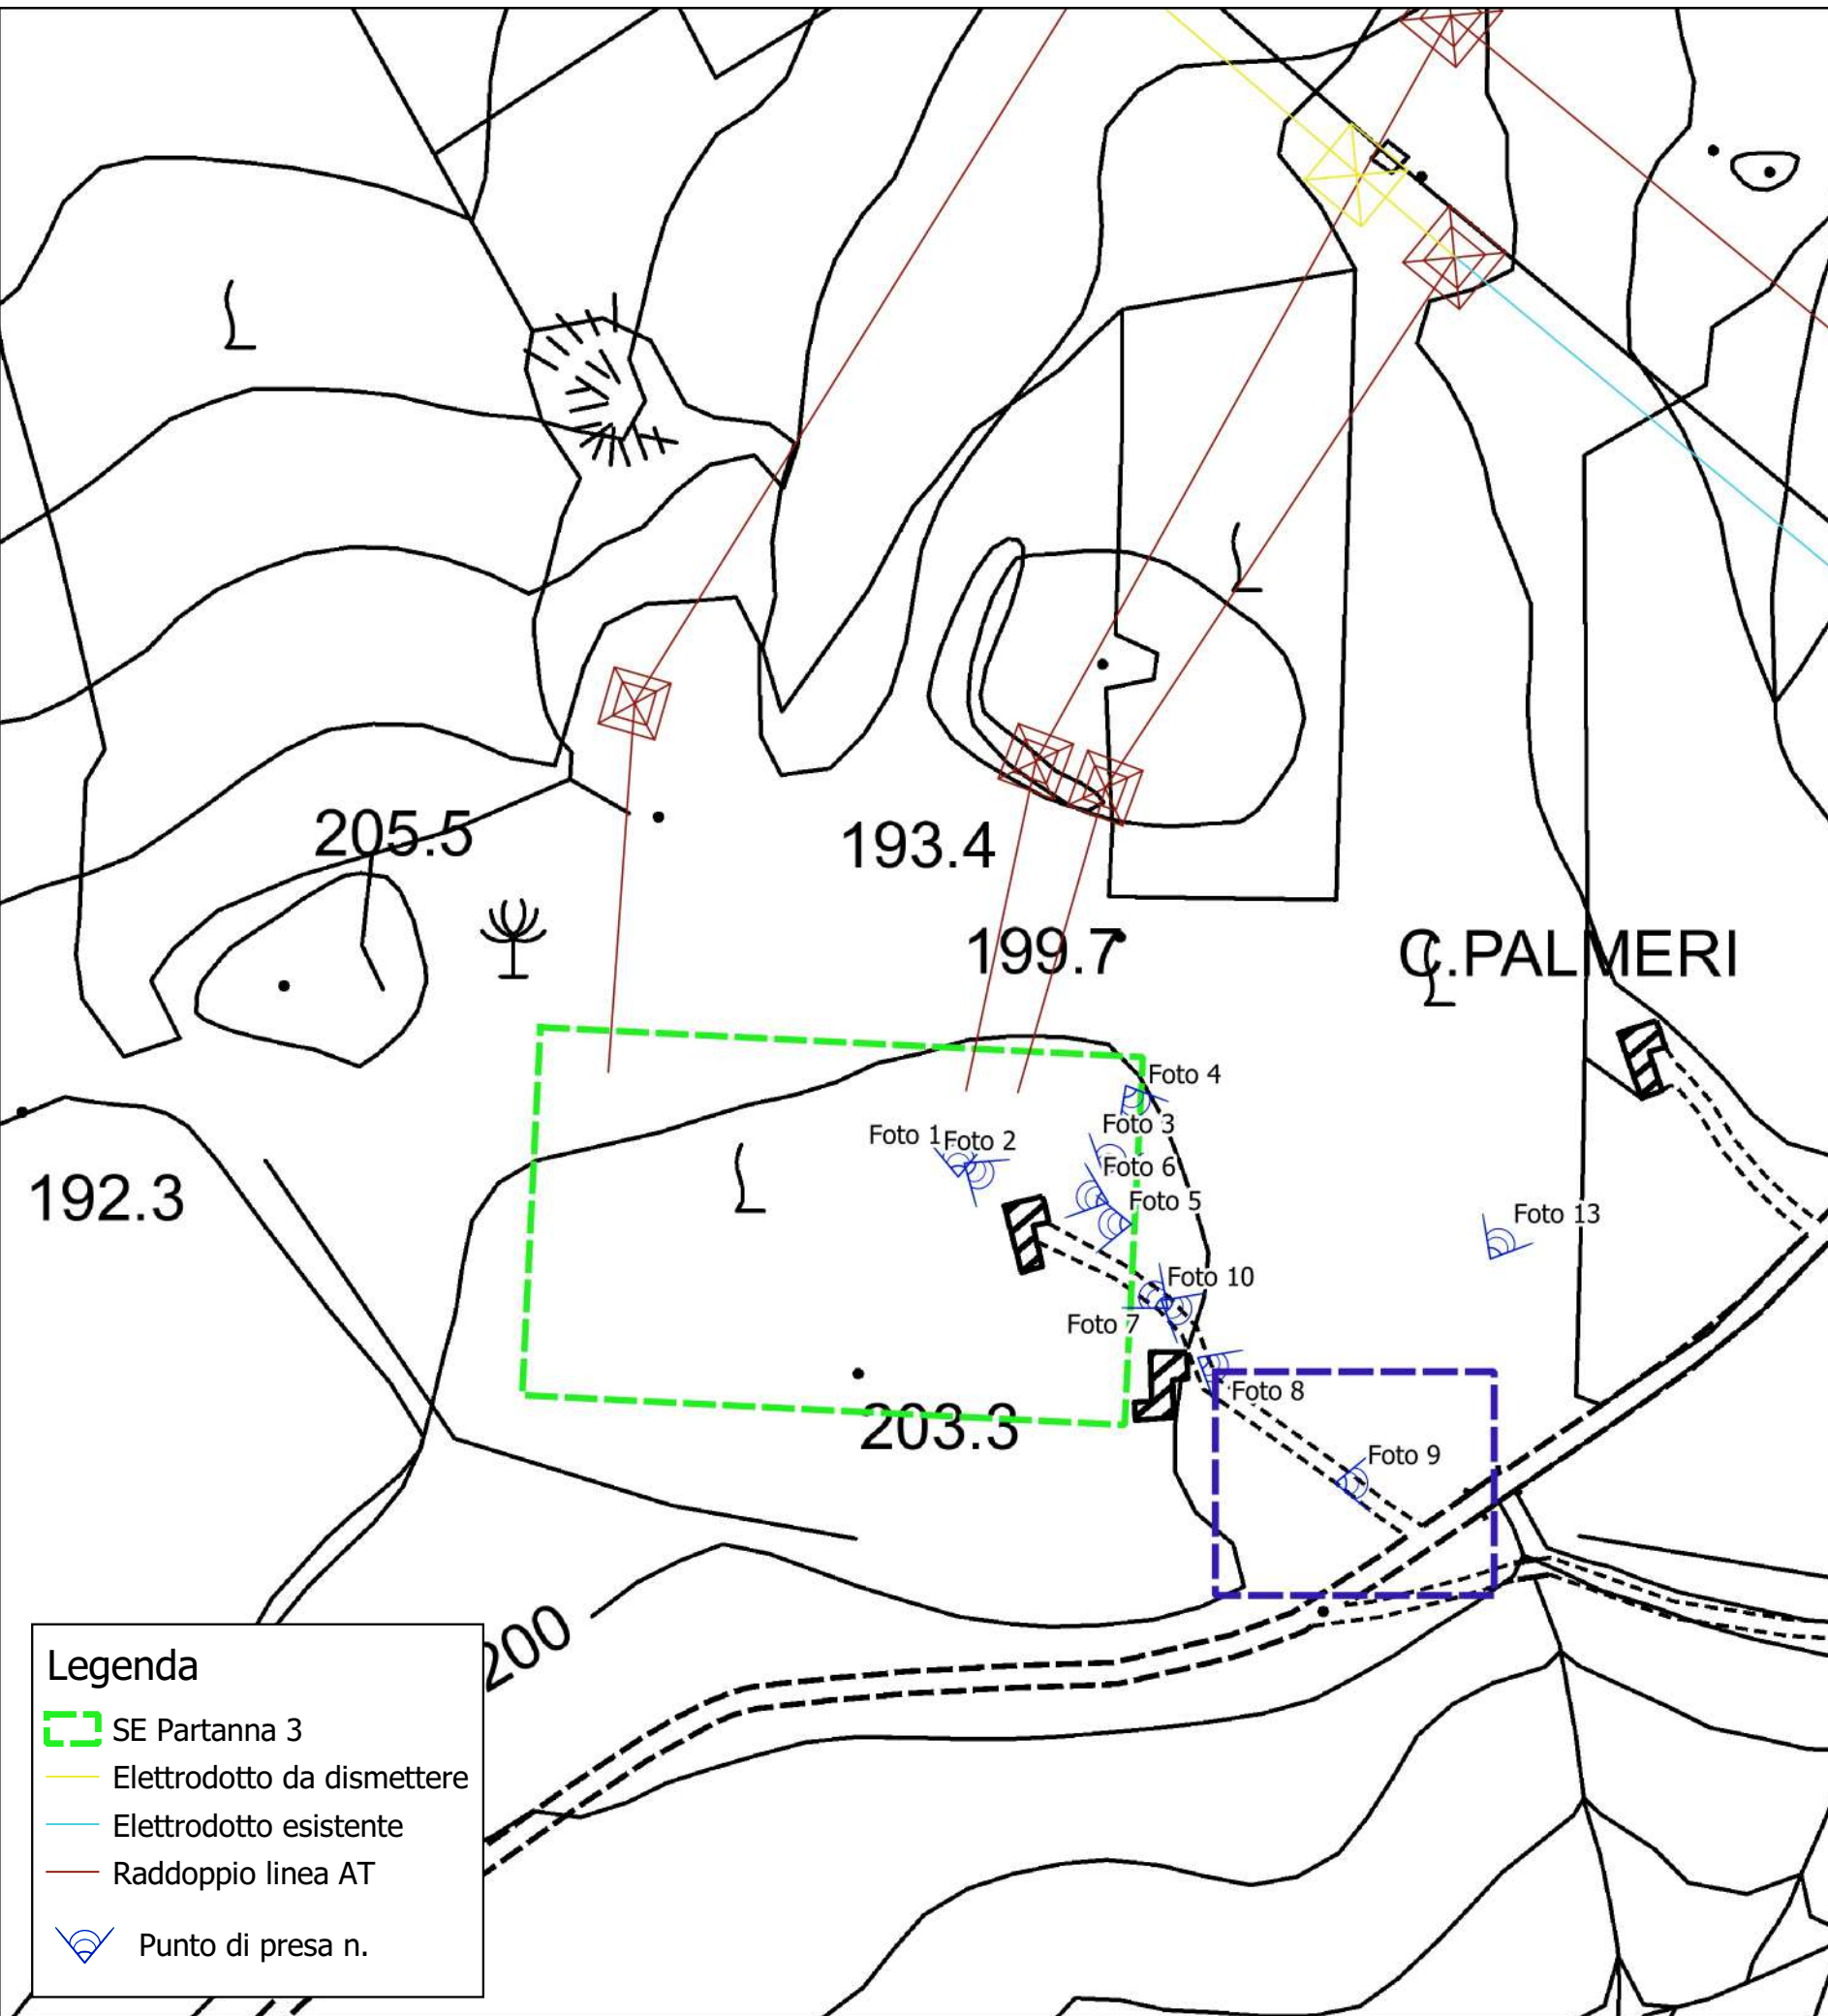 205.5
193.4
199.7
C.PALMERI
Foto 4
Foto 3
Foto 1
Foto 2
Foto 6
192.3
Foto 5
Foto 13
Foto 10
Foto 7
Foto 8
203.3
Foto 9
200
Legenda
SE Partanna 3
Elettrodotto da dismettere
Elettrodotto esistente
Raddoppio linea AT
Punto di presa n.